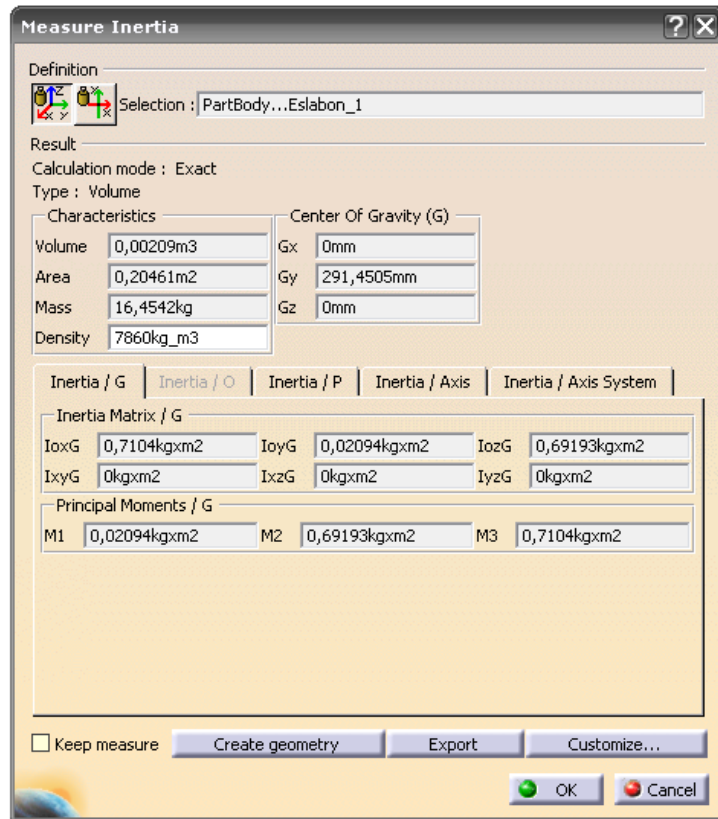 Measure Inertia
Definition
Selection : PartBody...Eslabon_1
Result
Calculation mode : Exact
Type : Volume
Characteristics Center Of Gravity (G)
Volume 0,00209m3 Gx 0mm
Area 0,20461m2 Gy 291,4505mm
Mass 16,4542kg Gz 0mm
Density 7860kg_m3
Inertia / G Inertia / O Inertia / P Inertia / Axis Inertia / Axis System
Inertia Matrix / G
IoxG 0,7104kgxm2 IoyG 0,02094kgxm2 IozG 0,69193kgxm2
IxyG 0kgxm2 IxzG 0kgxm2 IyzG 0kgxm2
Principal Moments / G
M1 0,02094kgxm2 M2 0,69193kgxm2 M3 0,7104kgxm2
Keep measure Create geometry Export Customize...
OK Cancel